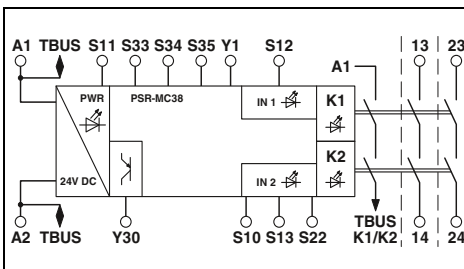 A1 TBUS S11 S33 S34 S35 Y1 S12 13 23
A1
PWR PSR-MC38 IN 1 K1
K2
24V DC IN 2
TBUS
A2 TBUS Y30 S10 S13 S22 K1/K2 14 24